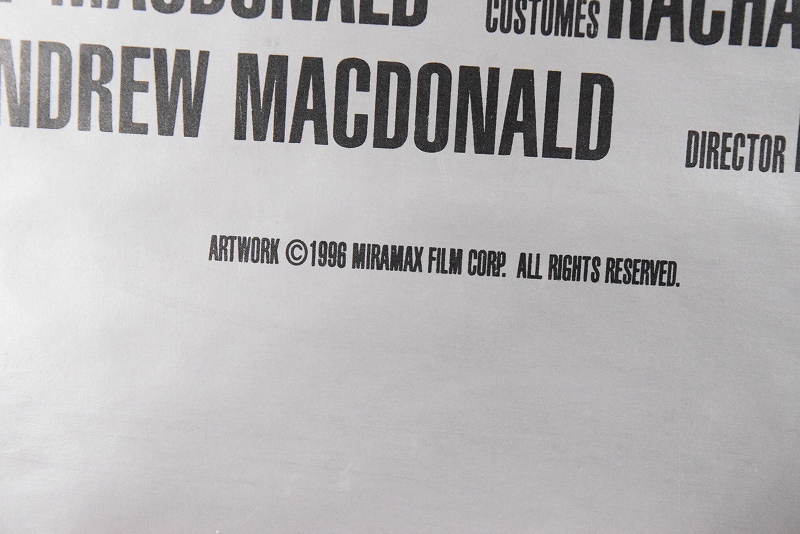 MACDONALD COSTUMES RACHA
NDREW MACDONALD DIRECTOR
ARTWORK ©1996 MIRAMAX FILM CORP. ALL RIGHTS RESERVED.